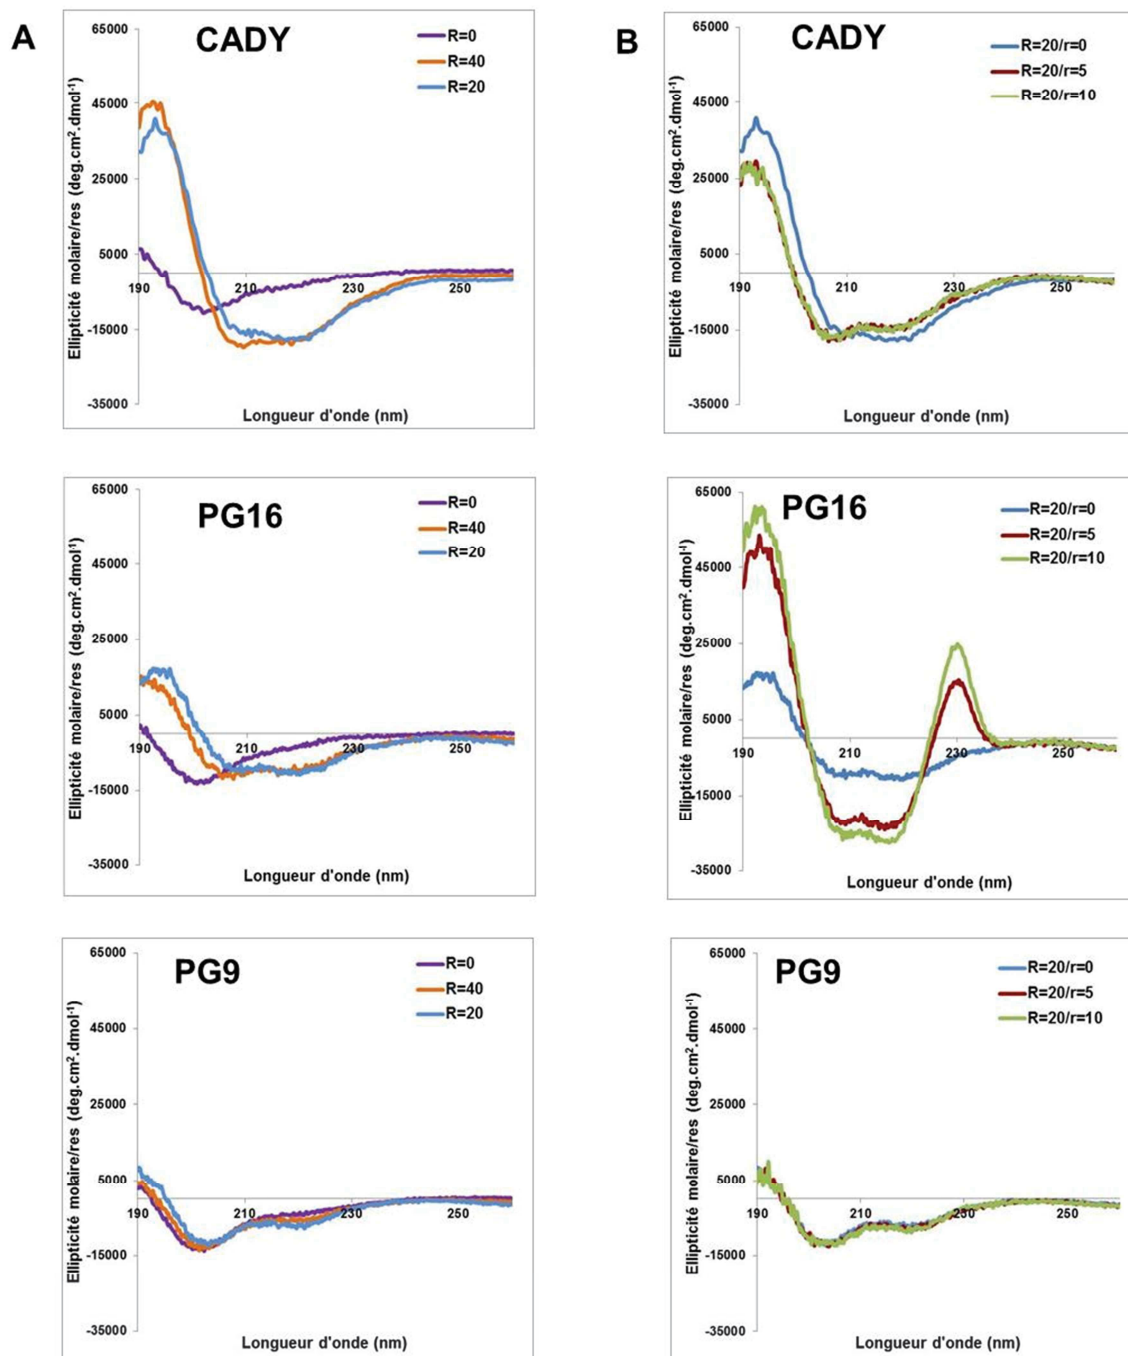 A
CADY
R=0
R=40
R=20
65000
45000
25000
5000
-15000
-35000
190
210
230
250
Ellipticité molaire/res (deg.cm².dmol⁻¹)
Longueur d'onde (nm)
B
CADY
R=20/r=0
R=20/r=5
R=20/r=10
65000
45000
25000
5000
-15000
-35000
190
210
230
250
Ellipticité molaire/res (deg.cm².dmol⁻¹)
Longueur d'onde (nm)
PG16
R=0
R=40
R=20
65000
45000
25000
5000
-15000
-35000
190
210
230
250
Ellipticité molaire/res (deg.cm².dmol⁻¹)
Longueur d'onde (nm)
PG16
R=20/r=0
R=20/r=5
R=20/r=10
65000
45000
25000
5000
-15000
-35000
190
210
230
250
Ellipticité molaire/res (deg.cm².dmol⁻¹)
Longueur d'onde (nm)
PG9
R=0
R=40
R=20
65000
45000
25000
5000
-15000
-35000
190
210
230
250
Ellipticité molaire/res (deg.cm².dmol⁻¹)
Longueur d'onde (nm)
PG9
R=20/r=0
R=20/r=5
R=20/r=10
65000
45000
25000
5000
-15000
-35000
190
210
230
250
Ellipticité molaire/res (deg.cm².dmol⁻¹)
Longueur d'onde (nm)